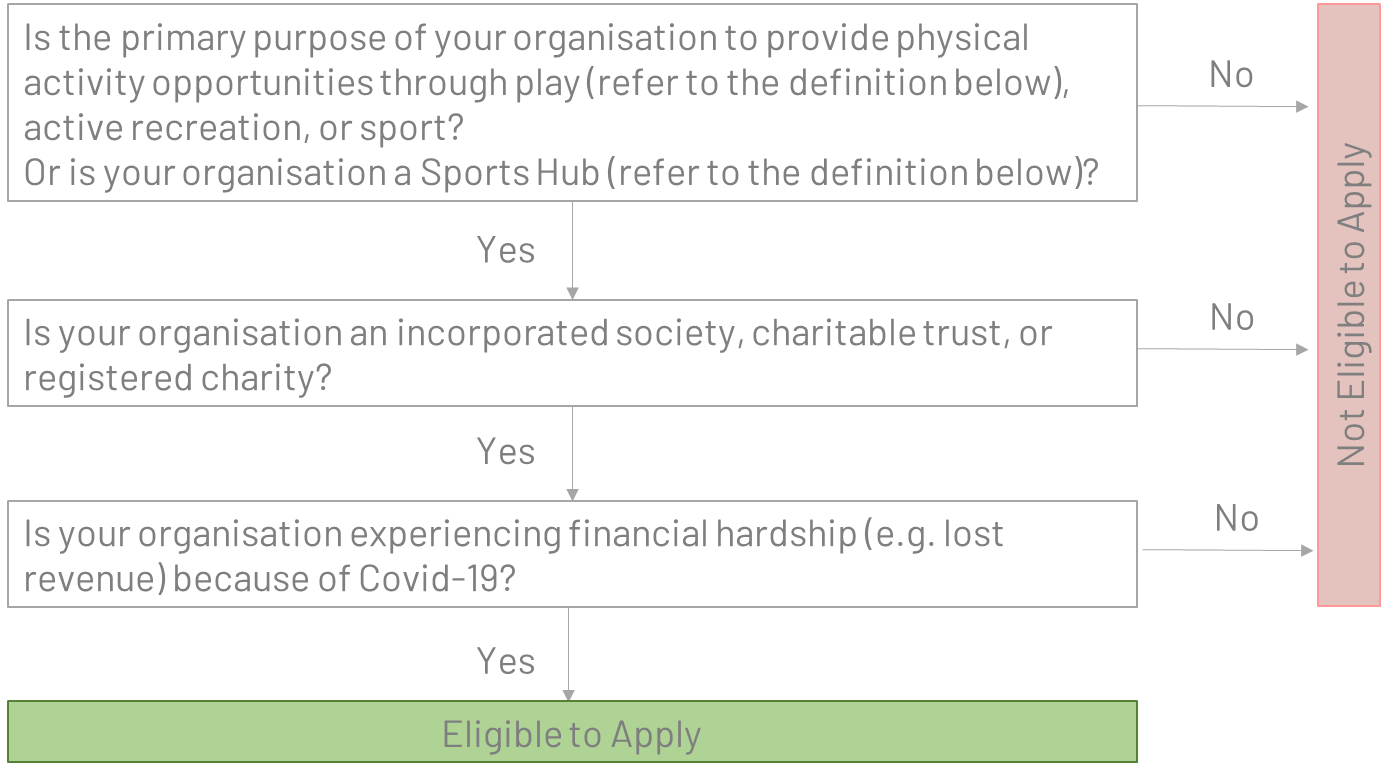 Is the primary purpose of your organisation to provide physical
activity opportunities through play (refer to the definition below),
active recreation, or sport?
Or is your organisation a Sports Hub (refer to the definition below)?
No
Yes
Is your organisation an incorporated society, charitable trust, or
registered charity?
No
Yes
Is your organisation experiencing financial hardship (e.g. lost
revenue) because of Covid-19?
No
Yes
Eligible to Apply
Not Eligible to Apply